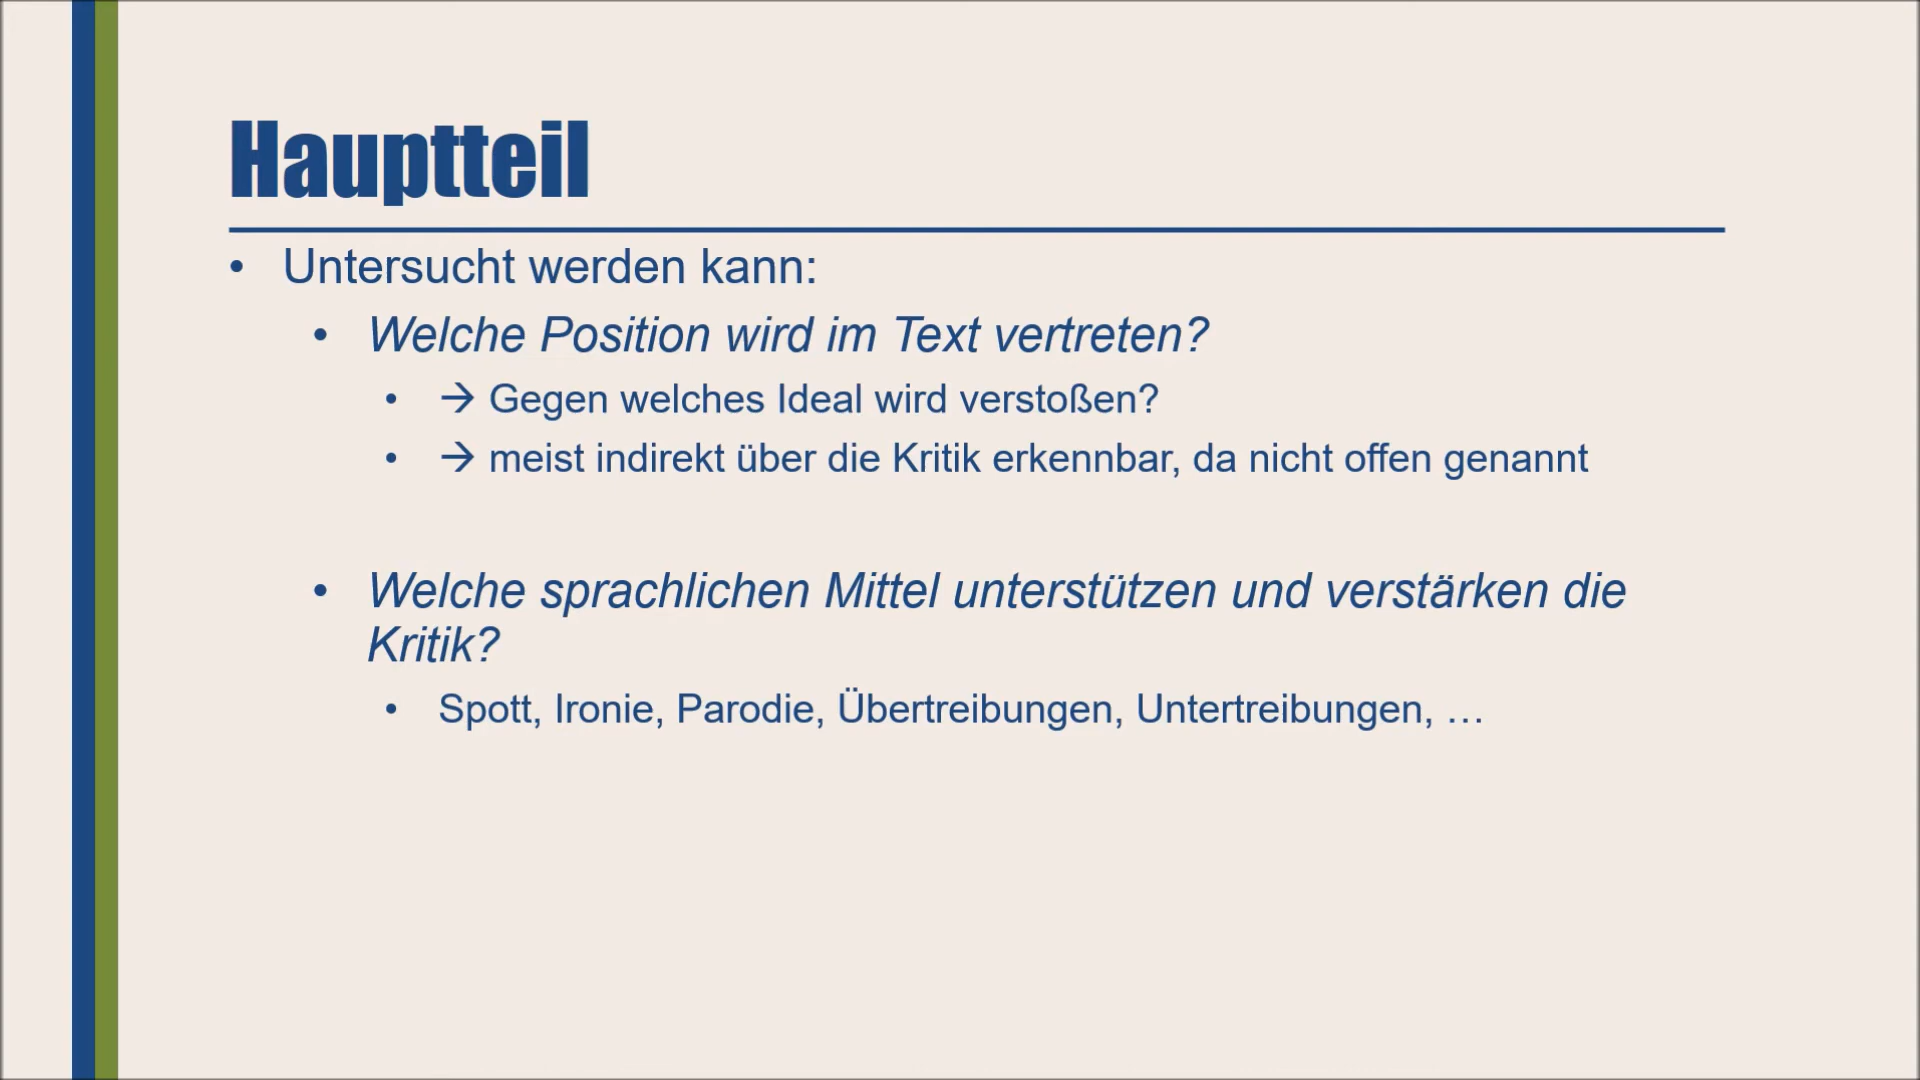 Hauptteil
• Untersucht werden kann:
• Welche Position wird im Text vertreten?
• → Gegen welches Ideal wird verstoßen?
• → meist indirekt über die Kritik erkennbar, da nicht offen genannt
• Welche sprachlichen Mittel unterstützen und verstärken die
Kritik?
• Spott, Ironie, Parodie, Übertreibungen, Untertreibungen, …